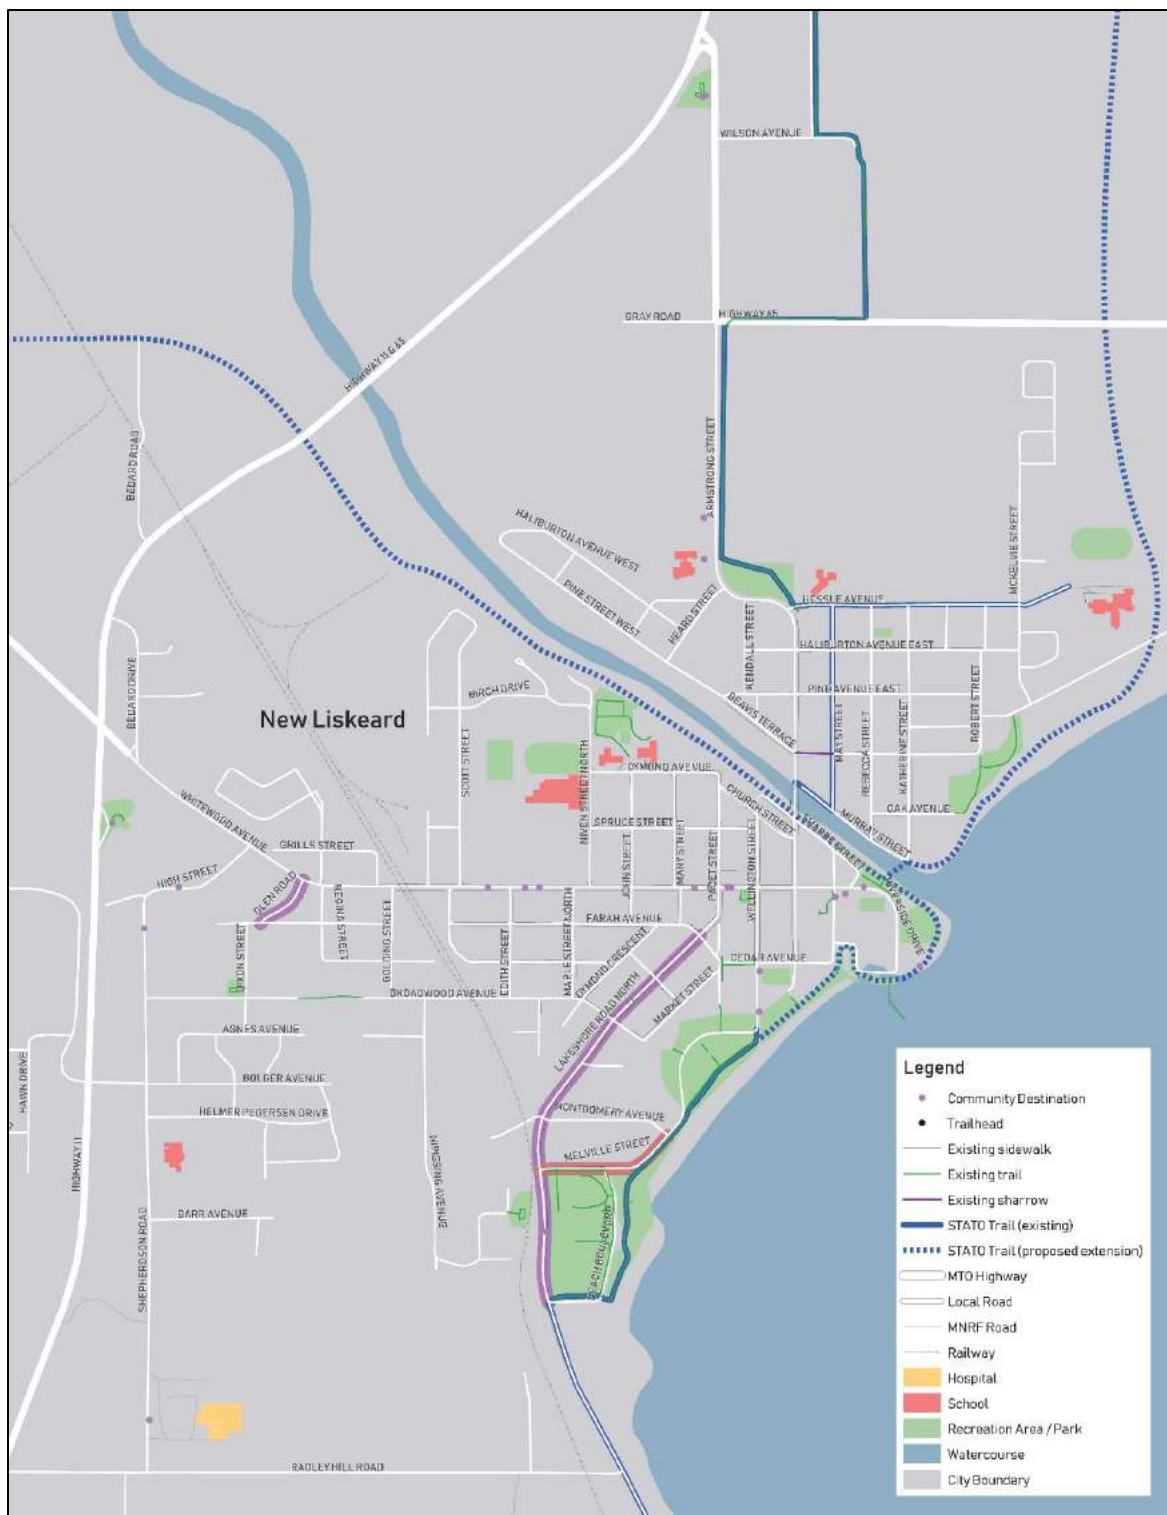 WILSON AVENUE
GRAY ROAD
HIGHWAY 65
HIGHWAY 11 & 65
BEDARD ROAD
ARMSTRONG STREET
MCKELVIE STREET
HALIBURTON AVENUE WEST
PINE STREET WEST
HEARD STREET
HESSLE AVENUE
KENDALL STREET
HALIBURTON AVENUE EAST
BEDARD DRIVE
BIRCH DRIVE
PINE AVENUE EAST
New Liskeard
BEAVIS TERRACE
MAY STREET
REBECCA STREET
KATHERINE STREET
ROBERT STREET
SCOTT STREET
NIVEN STREET NORTH
DYMOND AVENUE
WHITEWOOD AVENUE
CHURCH STREET
SHARPE STREET
MURRAY STREET
OAK AVENUE
SPRUCE STREET
GRILLS STREET
HIGH STREET
GLEN ROAD
REGINA STREET
GOLDING STREET
JOHN STREET
MARY STREET
PAGET STREET
WELLINGTON STREET
RIVERSIDE DRIVE
FARAH AVENUE
DIXON STREET
EDITH STREET
MAPLE STREET NORTH
DYMOND CRESCENT
CEDAR AVENUE
BROADWOOD AVENUE
MARKET STREET
LAKESHORE ROAD NORTH
AGNES AVENUE
HAWN DRIVE
BOLGER AVENUE
HELMER PEDERSEN DRIVE
MONTGOMERY AVENUE
MELVILLE STREET
HIGHWAY 11
NIPISSING AVENUE
DARR AVENUE
BEACH BOULEVARD
SHEPHERDSON ROAD
RADLEY HILL ROAD
Legend
Community Destination
Trailhead
Existing sidewalk
Existing trail
Existing sharrow
STATO Trail (existing)
STATO Trail (proposed extension)
MTO Highway
Local Road
MNRF Road
Railway
Hospital
School
Recreation Area / Park
Watercourse
City Boundary